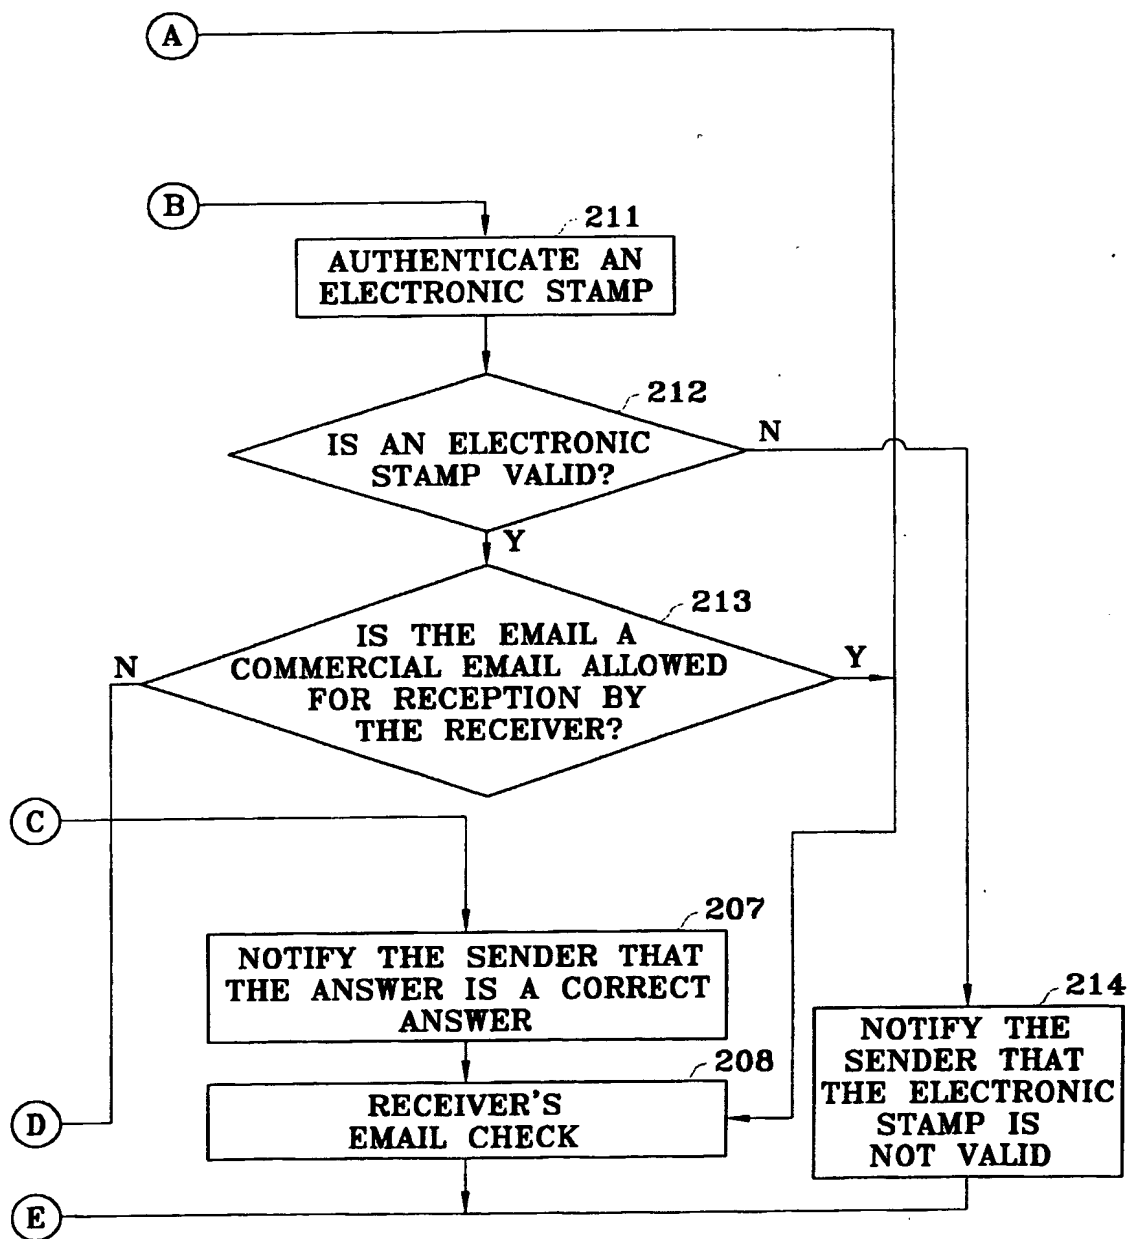 A
B
211
AUTHENTICATE AN
ELECTRONIC STAMP
212
IS AN ELECTRONIC
STAMP VALID?
N
Y
213
IS THE EMAIL A
COMMERCIAL EMAIL ALLOWED
FOR RECEPTION BY
THE RECEIVER?
N
Y
C
207
NOTIFY THE SENDER THAT
THE ANSWER IS A CORRECT
ANSWER
214
NOTIFY THE
SENDER THAT
THE ELECTRONIC
STAMP IS
NOT VALID
208
RECEIVER'S
EMAIL CHECK
D
E